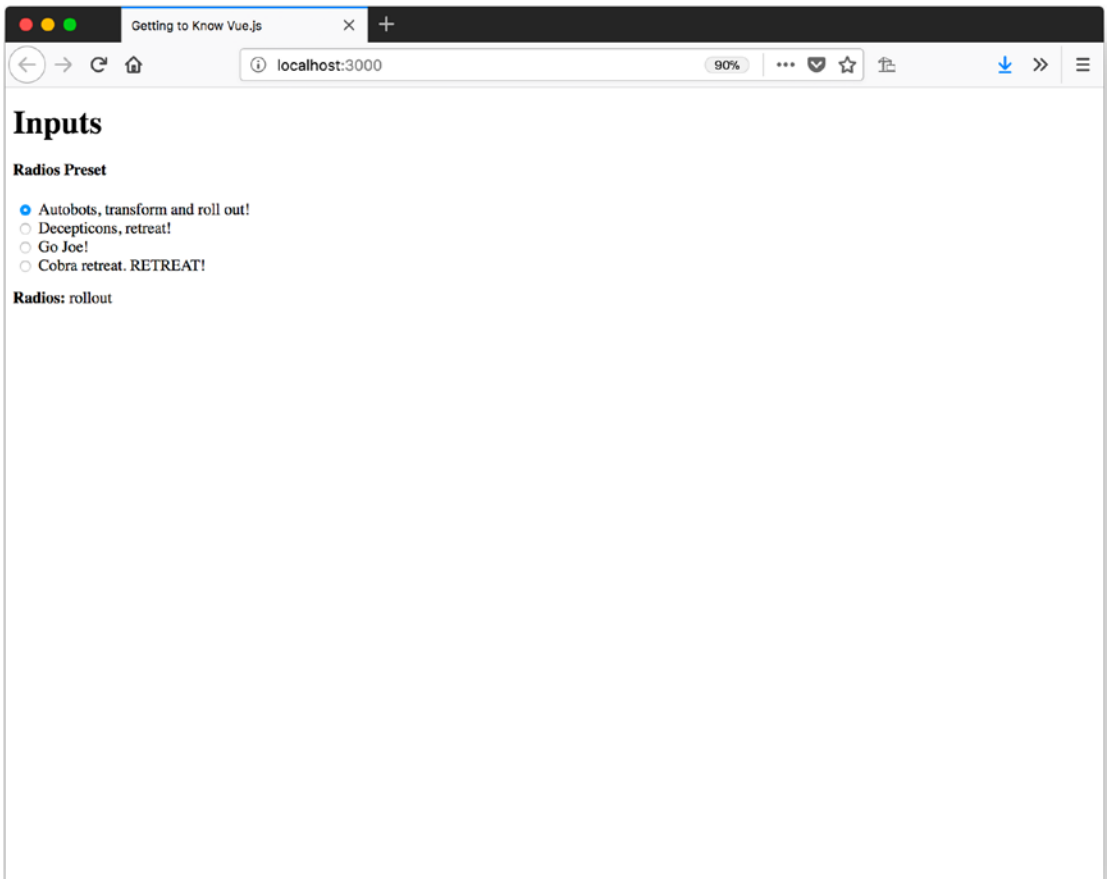 Getting to Know Vue.js
localhost:3000
90%
Inputs
Radios Preset
Autobots, transform and roll out!
Decepticons, retreat!
Go Joe!
Cobra retreat. RETREAT!
Radios: rollout